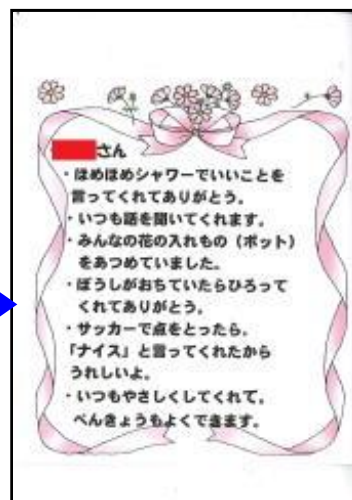 さん
・ほめほめシャワーでいいことを
言ってくれてありがとう。
・いつも話を聞いてくれます。
・みんなの花の入れもの（ポット）
をあつめていました。
・ぼうしがおちていたらひろって
くれてありがとう。
・サッカーで点をとったら、
「ナイス」と言ってくれたから
うれしいよ。
・いつもやさしくしてくれて、
べんきょうもよくできます。